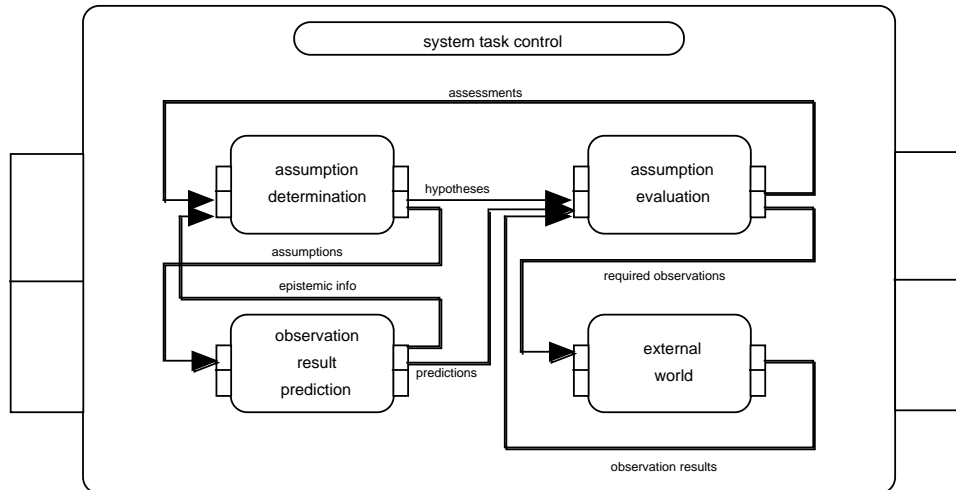 system task control
assessments
assumption
determination
hypotheses
assumption
evaluation
assumptions
epistemic info
required observations
observation
result
prediction
predictions
external
world
observation results